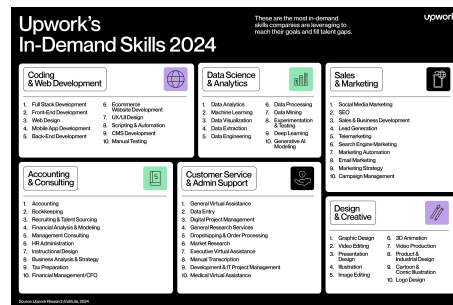 Upwork's
In-Demand Skills 2024
These are the most in-demand
skills companies are leveraging to
reach their goals and fill talent gaps.
upwork
Coding
& Web Development
1. Full Stack Development
2. Front-End Development
3. Web Design
4. Mobile App Development
5. Back-End Development
6. Ecommerce
Website Development
7. UX/UI Design
8. Scripting & Automation
9. CMS Development
10. Manual Testing
Data Science
& Analytics
1. Data Analytics
2. Machine Learning
3. Data Visualization
4. Data Extraction
5. Data Engineering
6. Data Processing
7. Data Mining
8. Experimentation
& Testing
9. Deep Learning
10. Generative AI
Modeling
Sales
& Marketing
1. Social Media Marketing
2. SEO
3. Sales & Business Development
4. Lead Generation
5. Telemarketing
6. Search Engine Marketing
7. Marketing Automation
8. Email Marketing
9. Marketing Strategy
10. Campaign Management
Accounting
& Consulting
1. Accounting
2. Bookkeeping
3. Recruiting & Talent Sourcing
4. Financial Analysis & Modeling
5. Management Consulting
6. HR Administration
7. Instructional Design
8. Business Analysis & Strategy
9. Tax Preparation
10. Financial Management/CFO
Customer Service
& Admin Support
1. General Virtual Assistance
2. Data Entry
3. Digital Project Management
4. General Research Services
5. Dropshipping & Order Processing
6. Market Research
7. Executive Virtual Assistance
8. Manual Transcription
9. Development & IT Project Management
10. Medical Virtual Assistance
Design
& Creative
1. Graphic Design
2. Video Editing
3. Presentation
Design
4. Illustration
5. Image Editing
6. 3D Animation
7. Video Production
8. Product &
Industrial Design
9. Cartoon &
Comic Illustration
10. Logo Design
Source: Upwork Research Institute, 2024